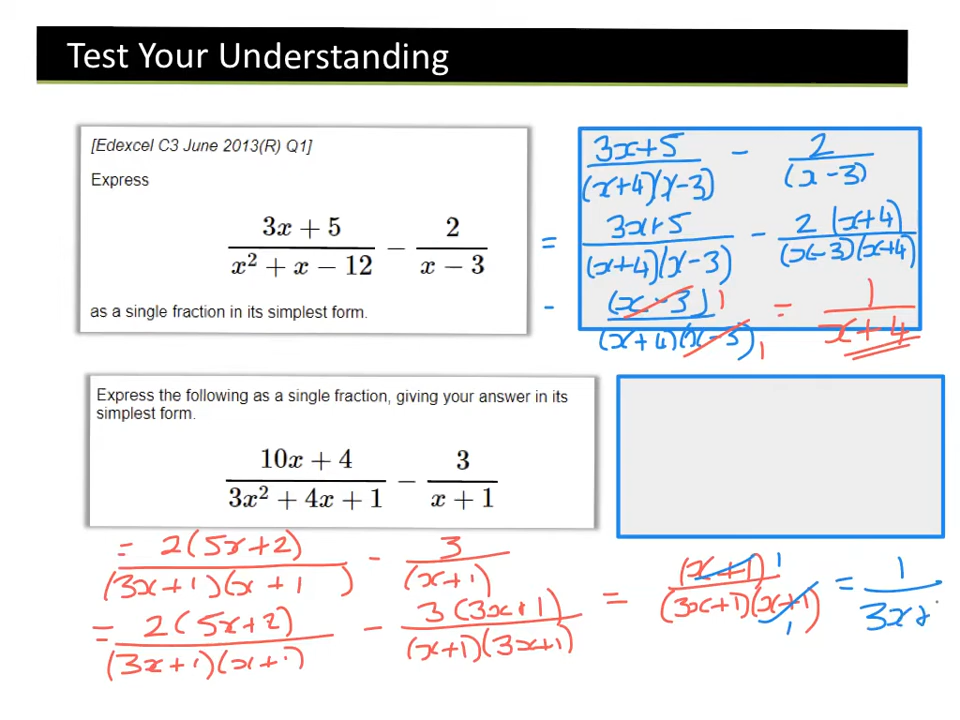 Test Your Understanding
[Edexcel C3 June 2013(R) Q1]
Express
3x + 5 / x² + x − 12 − 2 / x − 3
as a single fraction in its simplest form.
3x+5 / (x+4)(x-3) - 2 / (x-3)
= 3x+5 / (x+4)(x-3) - 2(x+4) / (x-3)(x+4)
- (x-3) 1 / (x+4)(x-3) 1 = 1 / x+4
Express the following as a single fraction, giving your answer in its
simplest form.
10x + 4 / 3x² + 4x + 1 − 3 / x + 1
= 2(5x+2) / (3x+1)(x+1) - 3 / (x+1)
= 2(5x+2) / (3x+1)(x+1) - 3(3x+1) / (x+1)(3x+1)
= (x+1) 1 / (3x+1)(x+1) 1 = 1 / 3x+